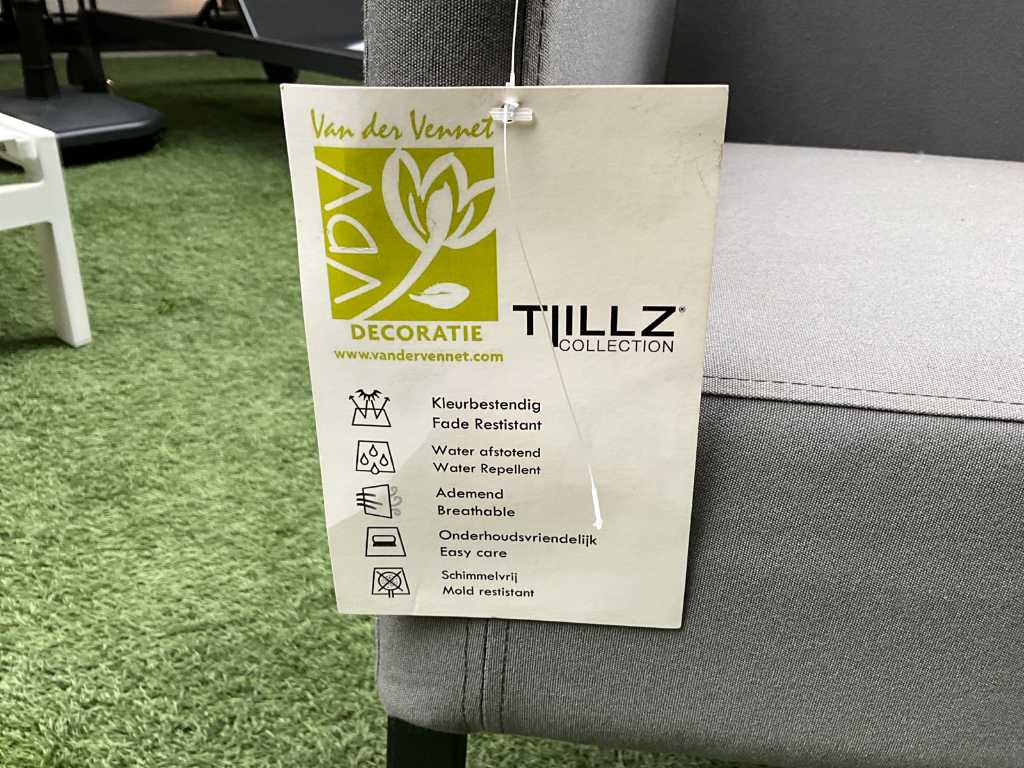 Van der Vennet
VDV
DECORATIE
www.vandervennet.com
TIJILLZ®
COLLECTION
Kleurbestendig
Fade Restistant
Water afstotend
Water Repellent
Ademend
Breathable
Onderhoudsvriendelijk
Easy care
Schimmelvrij
Mold restistant